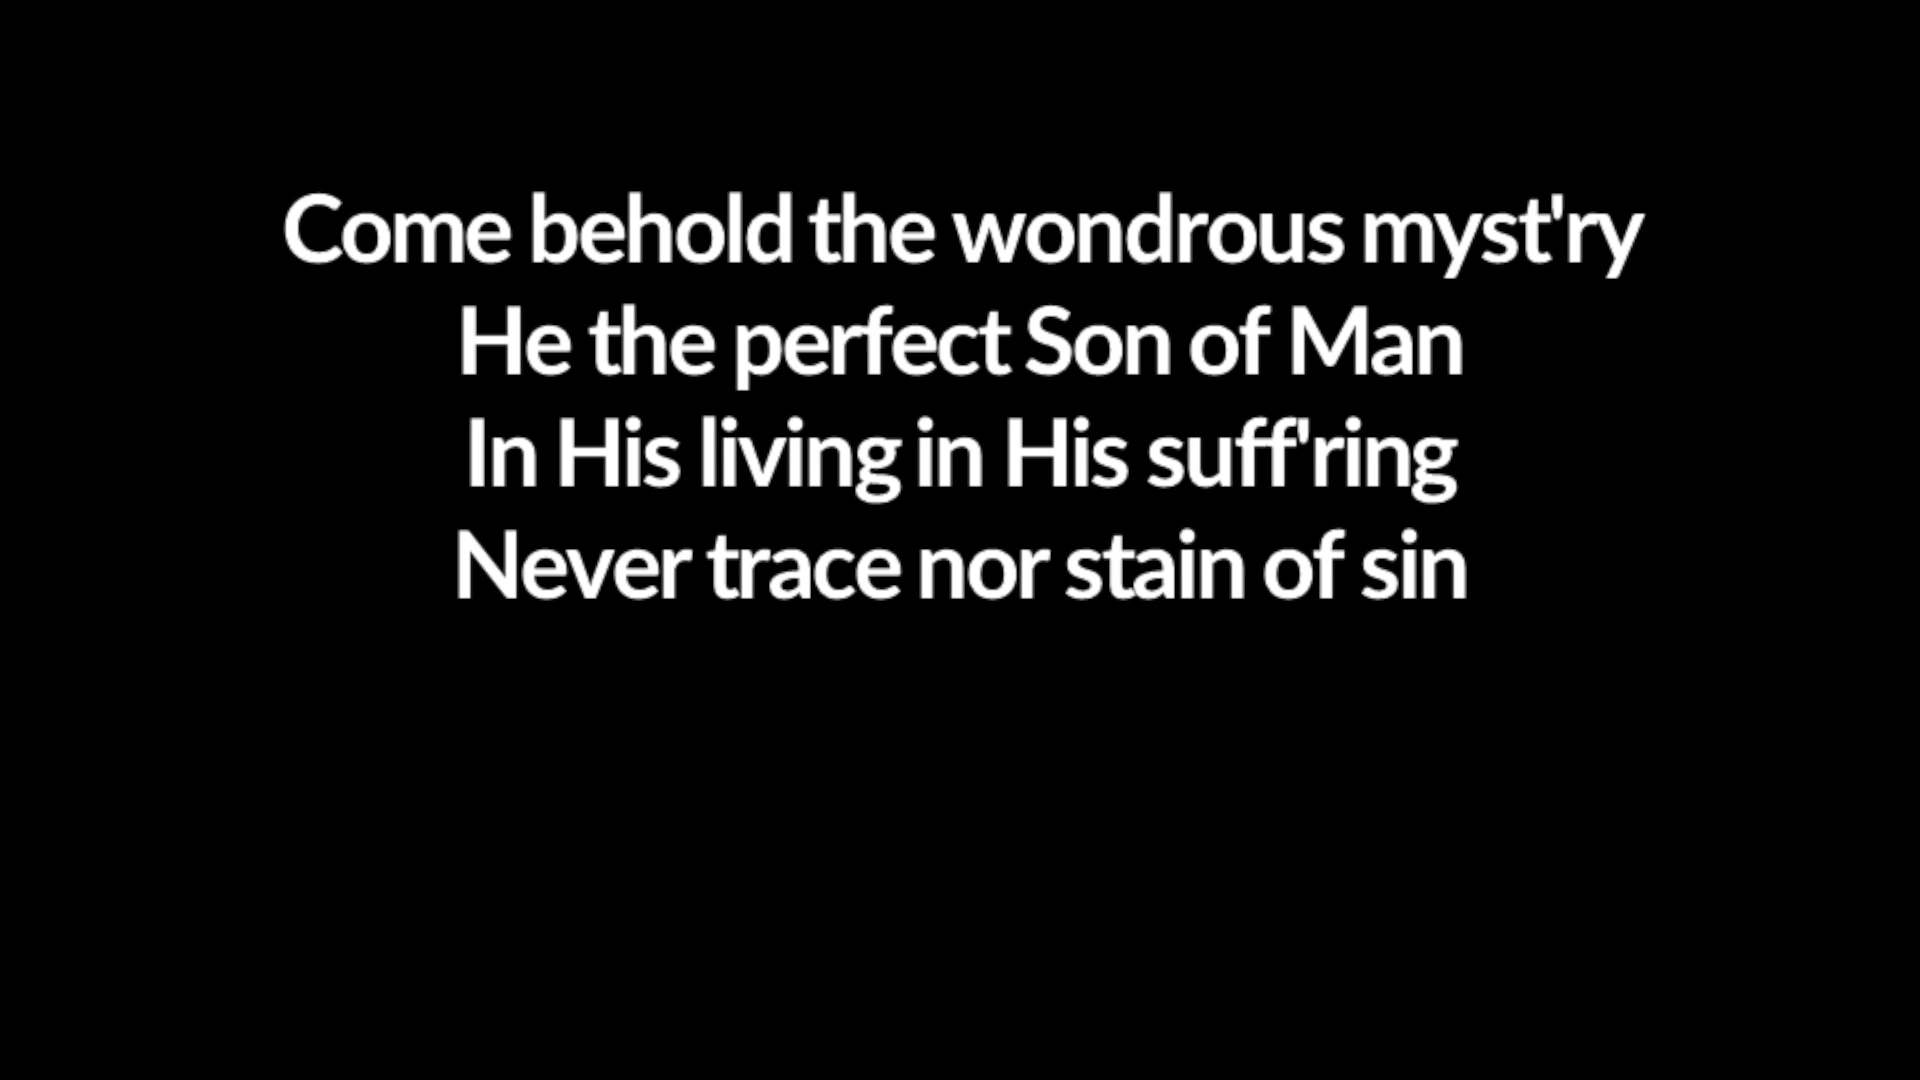 Come behold the wondrous myst'ry
He the perfect Son of Man
In His living in His suff'ring
Never trace nor stain of sin